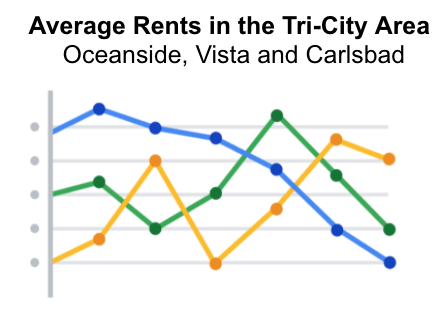 Average Rents in the Tri-City Area
Oceanside, Vista and Carlsbad